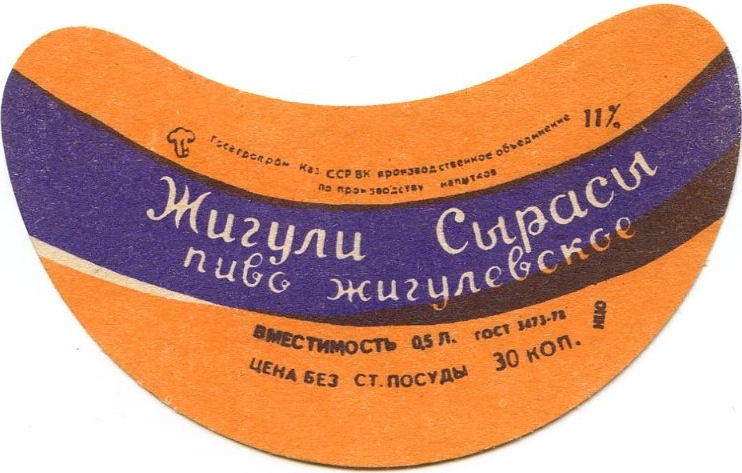 Госагропром Каз ССР ВК производственное объединение 11%
по производству напитков
Жигули Сырасы
пиво жигулевское
ВМЕСТИМОСТЬ 0,5 Л. ГОСТ 3473-78
ЦЕНА БЕЗ СТ. ПОСУДЫ 30 КОП.